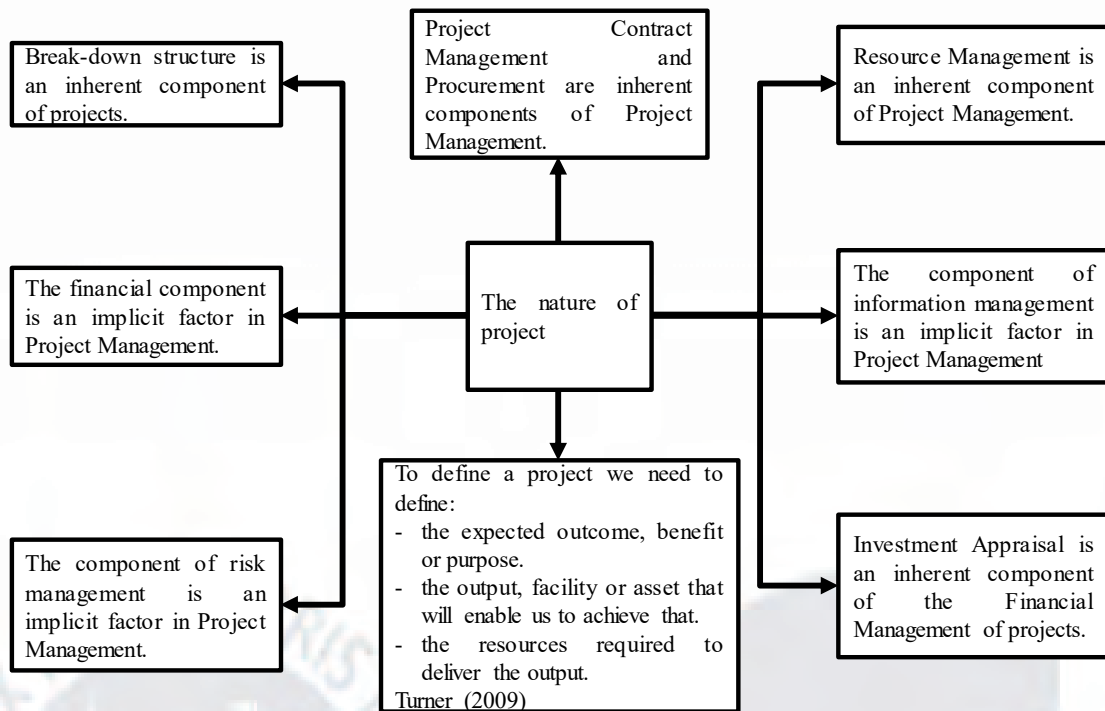 Break-down structure is
an inherent component
of projects.
Project Contract
Management and
Procurement are inherent
components of Project
Management.
Resource Management is
an inherent component
of Project Management.
The financial component
is an implicit factor in
Project Management.
The nature of
project
The component of
information management
is an implicit factor in
Project Management
The component of risk
management is an
implicit factor in Project
Management.
To define a project we need to
define:
- the expected outcome, benefit
or purpose.
- the output, facility or asset that
will enable us to achieve that.
- the resources required to
deliver the output.
Turner (2009)
Investment Appraisal is
an inherent component
of the Financial
Management of projects.